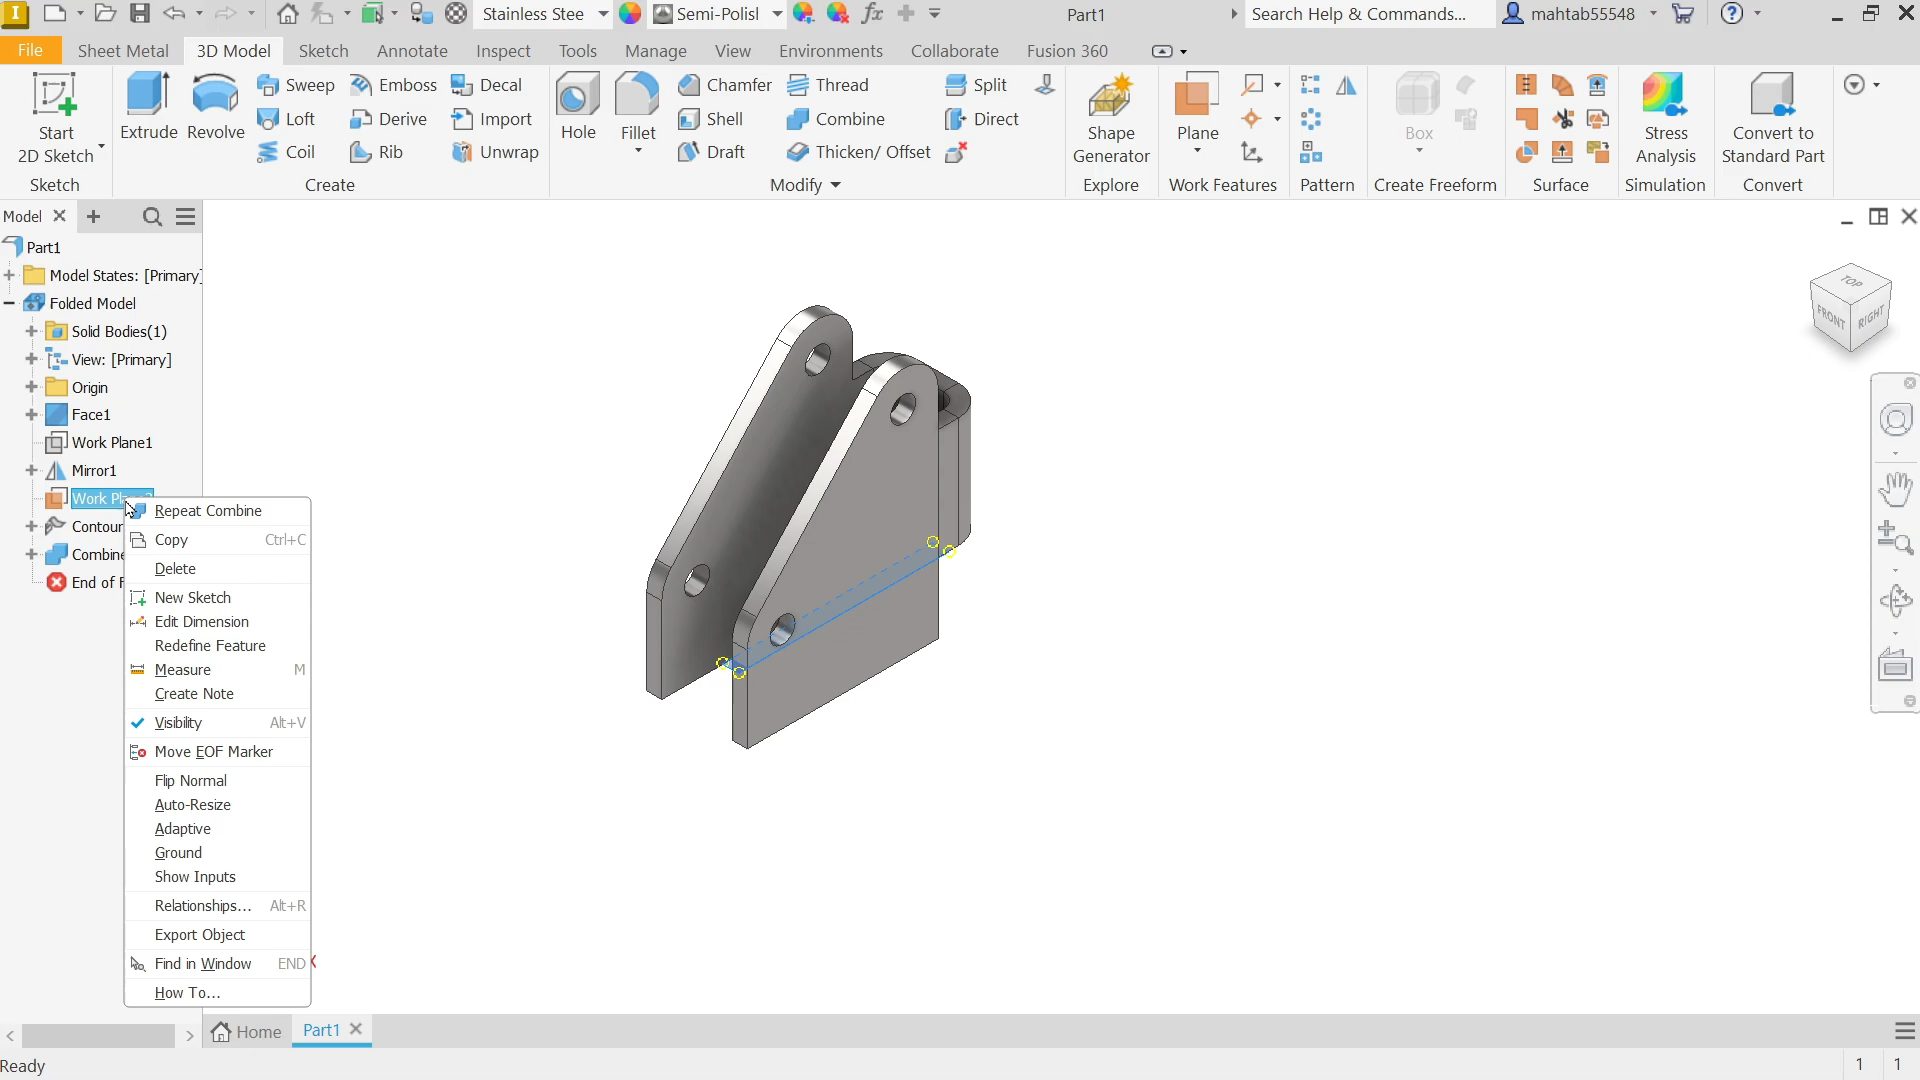 Stainless Stee
Semi-Polish
Part1
Search Help & Commands...
mahtab55548
File
Sheet Metal
3D Model
Sketch
Annotate
Inspect
Tools
Manage
View
Environments
Collaborate
Fusion 360
Start
2D Sketch
Sketch
Extrude
Revolve
Sweep
Emboss
Decal
Loft
Derive
Import
Coil
Rib
Unwrap
Create
Hole
Fillet
Chamfer
Thread
Split
Shell
Combine
Direct
Draft
Thicken/ Offset
Modify
Shape
Generator
Explore
Plane
Work Features
Pattern
Box
Create Freeform
Surface
Stress
Analysis
Simulation
Convert to
Standard Part
Convert
Model
Part1
Model States: [Primary]
Folded Model
Solid Bodies(1)
View: [Primary]
Origin
Face1
Work Plane1
Mirror1
Contour
Combine
End of F
Repeat Combine
Copy Ctrl+C
Delete
New Sketch
Edit Dimension
Redefine Feature
Measure M
Create Note
Visibility Alt+V
Move EOF Marker
Flip Normal
Auto-Resize
Adaptive
Ground
Show Inputs
Relationships... Alt+R
Export Object
Find in Window END
How To...
TOP
FRONT
RIGHT
Home
Part1
Ready
1 1